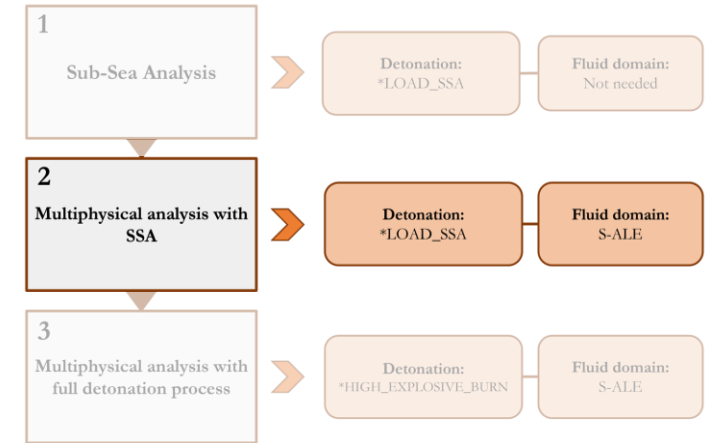 1
Sub-Sea Analysis
Detonation:
*LOAD_SSA
Fluid domain:
Not needed
2
Multiphysical analysis with
SSA
Detonation:
*LOAD_SSA
Fluid domain:
S-ALE
3
Multiphysical analysis with
full detonation process
Detonation:
*HIGH_EXPLOSIVE_BURN
Fluid domain:
S-ALE